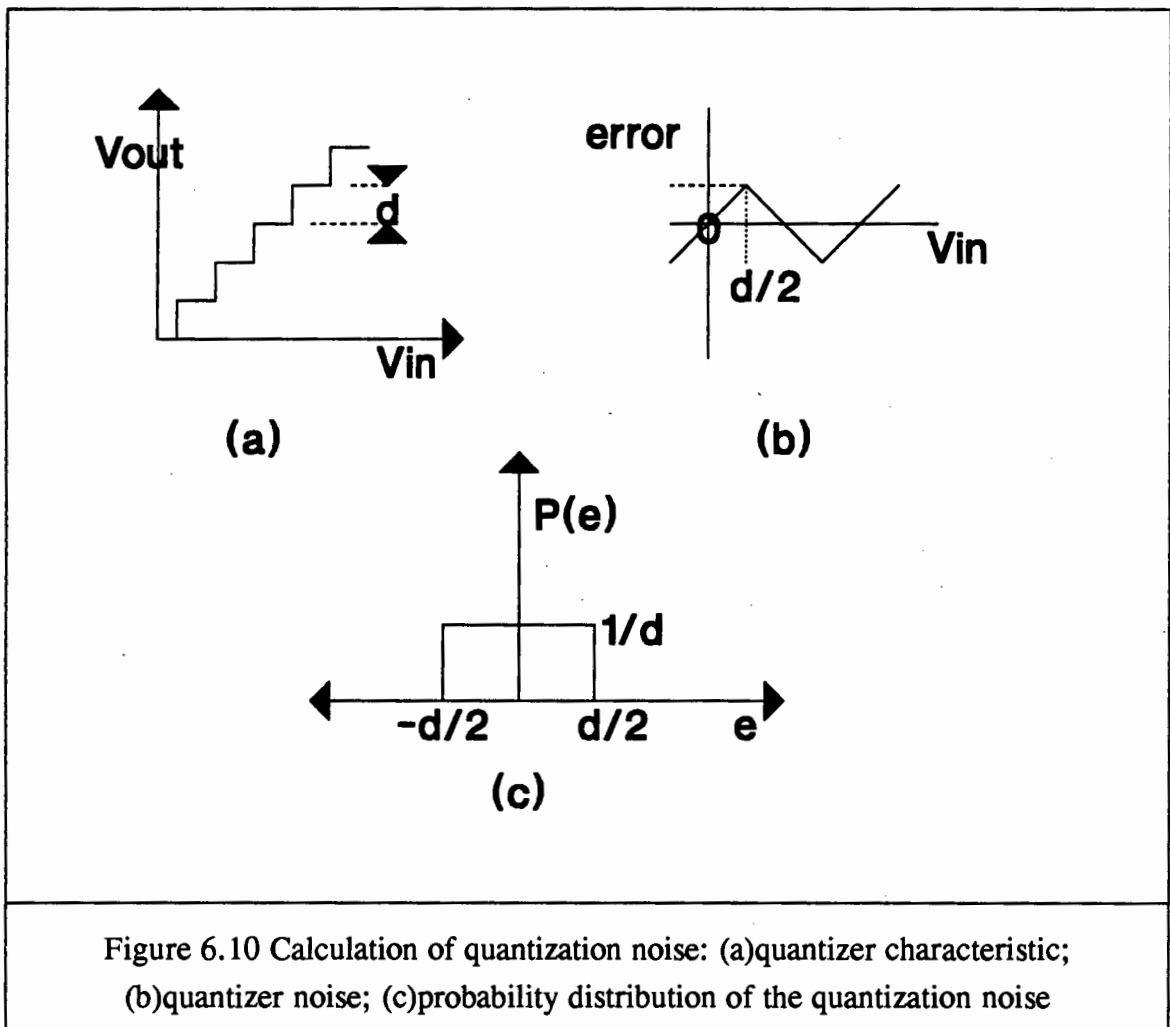 Vout
d
Vin
(a)
error
0
Vin
d/2
(b)
P(e)
1/d
-d/2
d/2
e
(c)
Figure 6.10 Calculation of quantization noise: (a)quantizer characteristic;
(b)quantizer noise; (c)probability distribution of the quantization noise